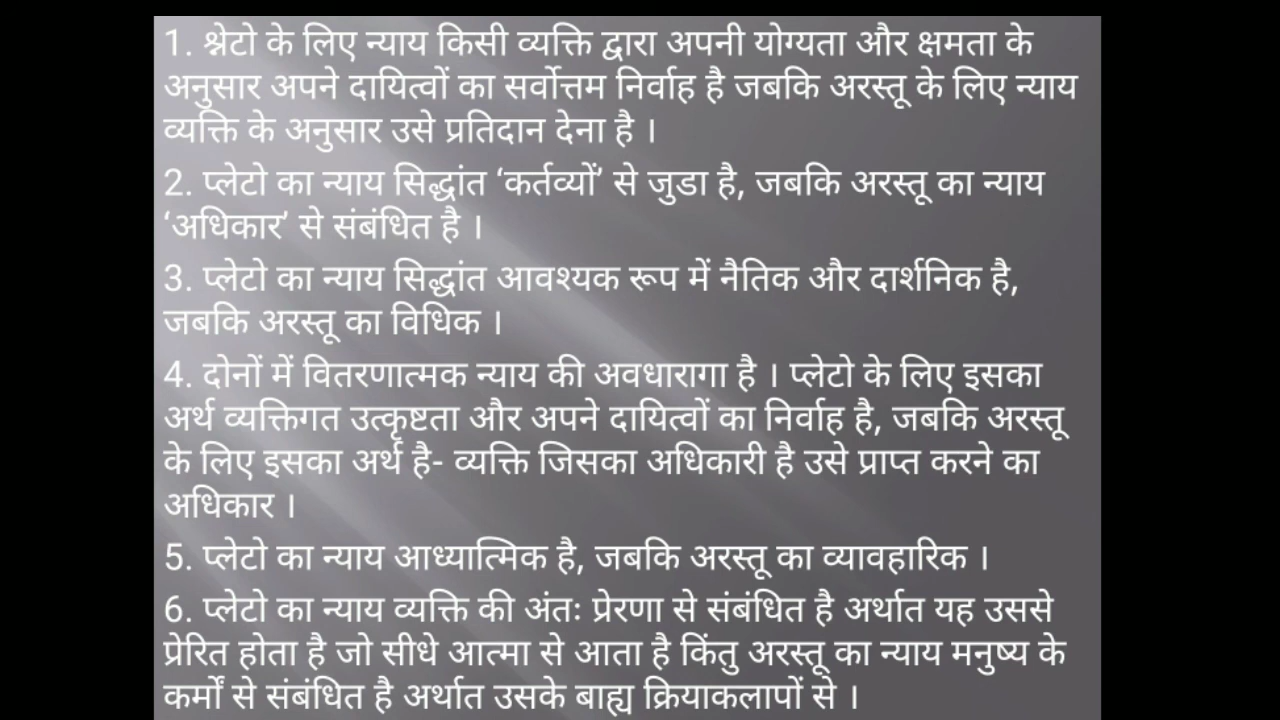 1. श्नेटो के लिए न्याय किसी व्यक्ति द्वारा अपनी योग्यता और क्षमता के
अनुसार अपने दायित्वों का सर्वोत्तम निर्वाह है जबकि अरस्तू के लिए न्याय
व्यक्ति के अनुसार उसे प्रतिदान देना है ।
2. प्लेटो का न्याय सिद्धांत ‘कर्तव्यों’ से जुडा है, जबकि अरस्तू का न्याय
‘अधिकार’ से संबंधित है ।
3. प्लेटो का न्याय सिद्धांत आवश्यक रूप में नैतिक और दार्शनिक है,
जबकि अरस्तू का विधिक ।
4. दोनों में वितरणात्मक न्याय की अवधारागा है । प्लेटो के लिए इसका
अर्थ व्यक्तिगत उत्कृष्टता और अपने दायित्वों का निर्वाह है, जबकि अरस्तू
के लिए इसका अर्थ है- व्यक्ति जिसका अधिकारी है उसे प्राप्त करने का
अधिकार ।
5. प्लेटो का न्याय आध्यात्मिक है, जबकि अरस्तू का व्यावहारिक ।
6. प्लेटो का न्याय व्यक्ति की अंतः प्रेरणा से संबंधित है अर्थात यह उससे
प्रेरित होता है जो सीधे आत्मा से आता है किंतु अरस्तू का न्याय मनुष्य के
कर्मों से संबंधित है अर्थात उसके बाह्य क्रियाकलापों से ।